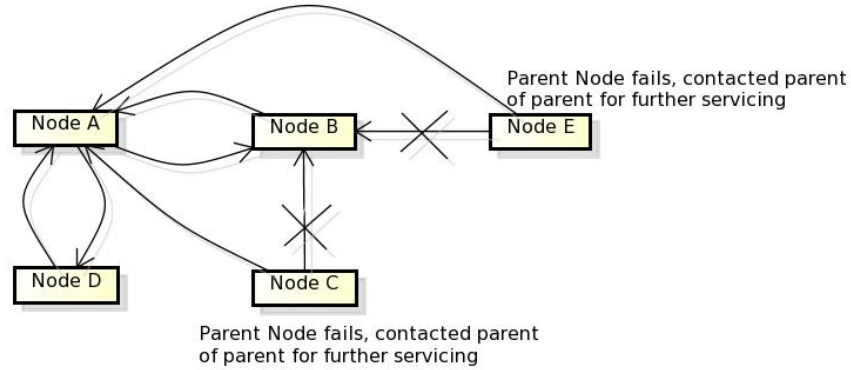 Parent Node fails, contacted parent
of parent for further servicing
Node A
Node B
Node E
Node D
Node C
Parent Node fails, contacted parent
of parent for further servicing